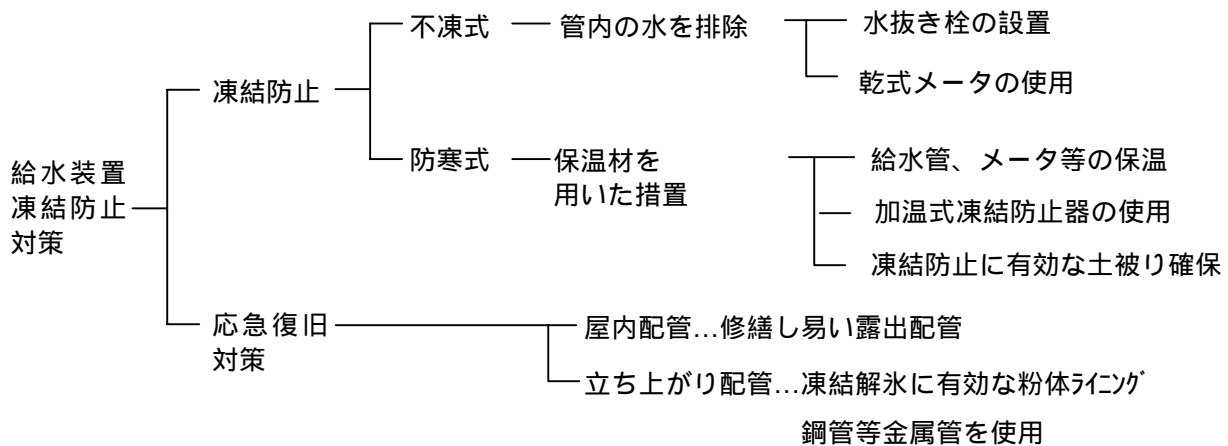 不凍式
管内の水を排除
水抜き栓の設置
乾式メータの使用
凍結防止
防寒式
保温材を
用いた措置
給水管、メータ等の保温
加温式凍結防止器の使用
凍結防止に有効な土被り確保
給水装置
凍結防止
対策
応急復旧
対策
屋内配管…修繕し易い露出配管
立ち上がり配管…凍結解氷に有効な粉体ﾗｲﾆﾝｸﾞ
鋼管等金属管を使用